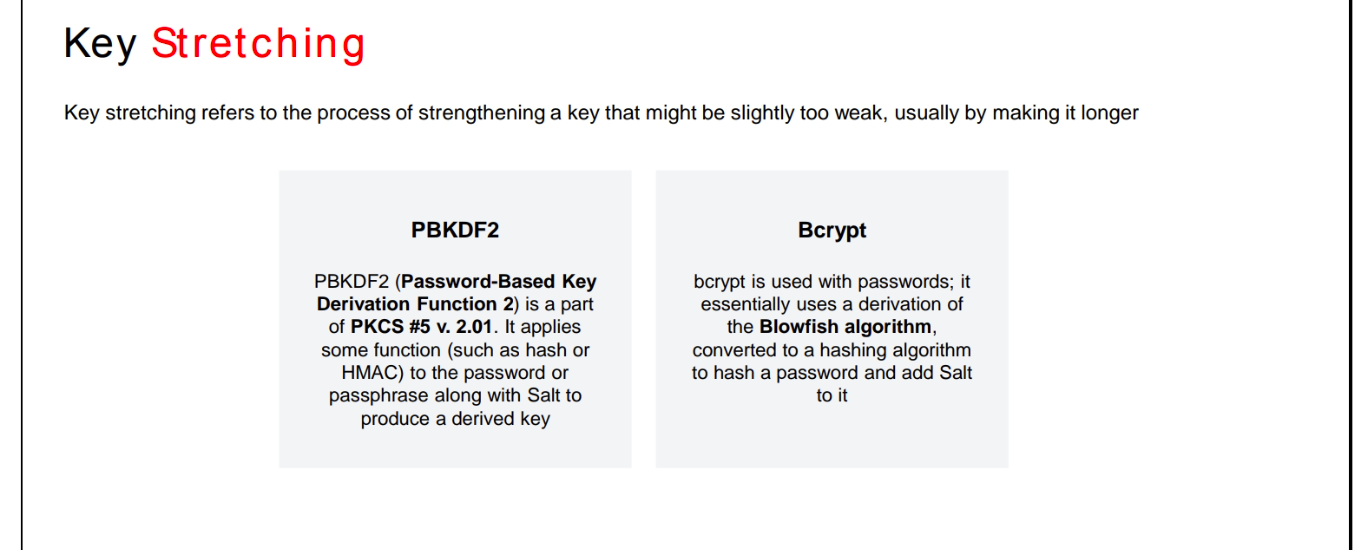 Key Stretching
Key stretching refers to the process of strengthening a key that might be slightly too weak, usually by making it longer
PBKDF2
PBKDF2 (Password-Based Key
Derivation Function 2) is a part
of PKCS #5 v. 2.01. It applies
some function (such as hash or
HMAC) to the password or
passphrase along with Salt to
produce a derived key
Bcrypt
bcrypt is used with passwords; it
essentially uses a derivation of
the Blowfish algorithm,
converted to a hashing algorithm
to hash a password and add Salt
to it